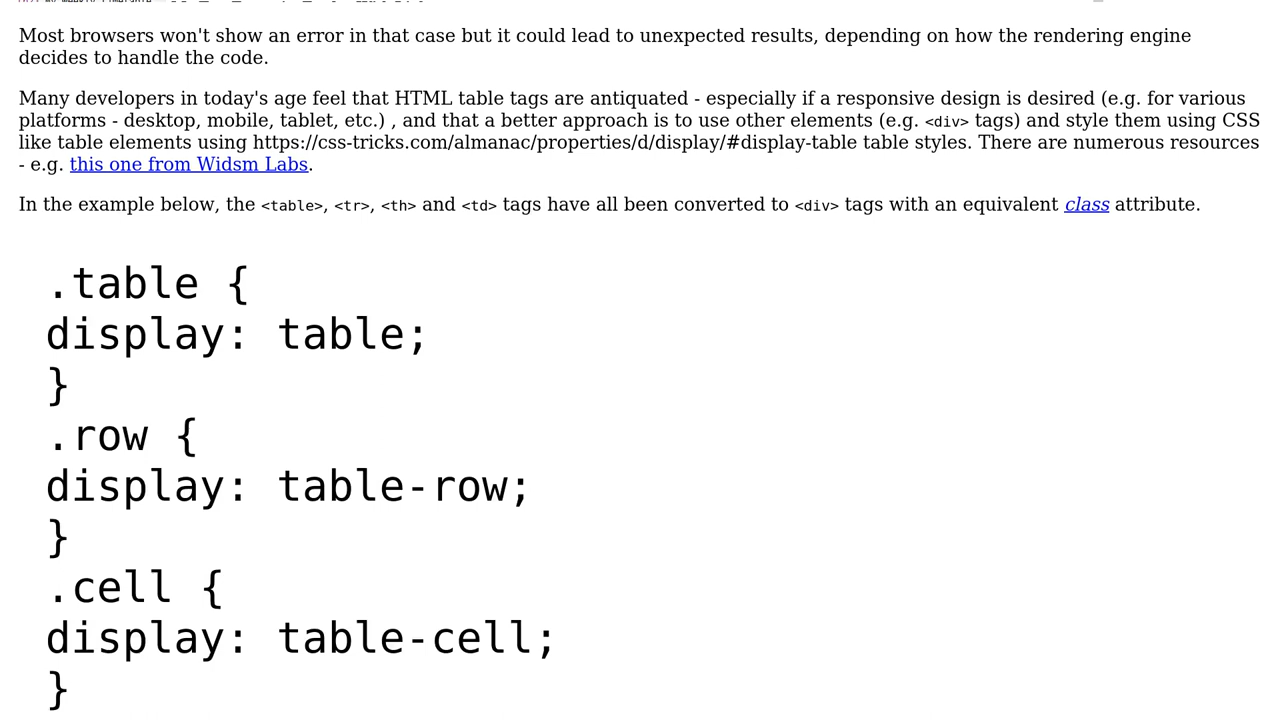 Most browsers won't show an error in that case but it could lead to unexpected results, depending on how the rendering engine
decides to handle the code.
Many developers in today's age feel that HTML table tags are antiquated - especially if a responsive design is desired (e.g. for various
platforms - desktop, mobile, tablet, etc.) , and that a better approach is to use other elements (e.g. <div> tags) and style them using CSS
like table elements using https://css-tricks.com/almanac/properties/d/display/#display-table table styles. There are numerous resources
- e.g. this one from Widsm Labs.
In the example below, the <table>, <tr>, <th> and <td> tags have all been converted to <div> tags with an equivalent class attribute.
.table {
display: table;
}
.row {
display: table-row;
}
.cell {
display: table-cell;
}